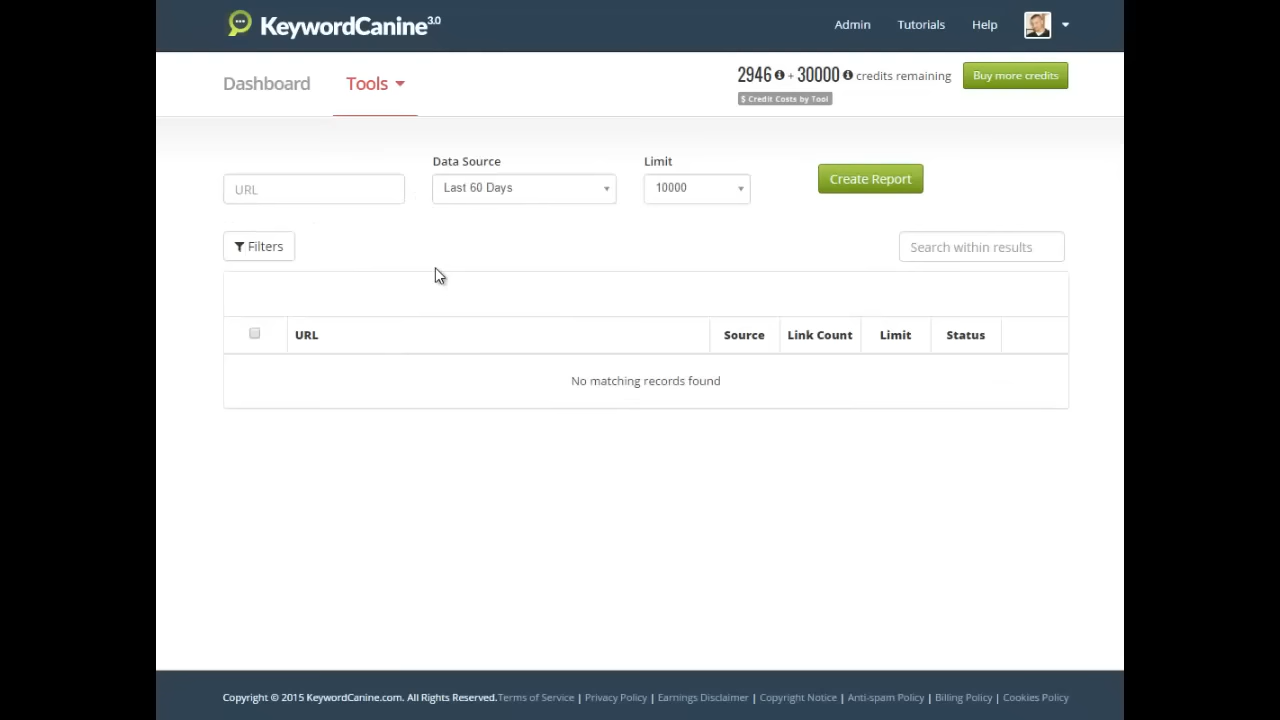 KeywordCanine 3.0
Admin Tutorials Help
Dashboard Tools
2946 + 30000 credits remaining Buy more credits
$ Credit Costs by Tool
Data Source Limit
URL Last 60 Days 10000 Create Report
Filters Search within results
URL Source Link Count Limit Status
No matching records found
Copyright © 2015 KeywordCanine.com. All Rights Reserved.Terms of Service | Privacy Policy | Earnings Disclaimer | Copyright Notice | Anti-spam Policy | Billing Policy | Cookies Policy